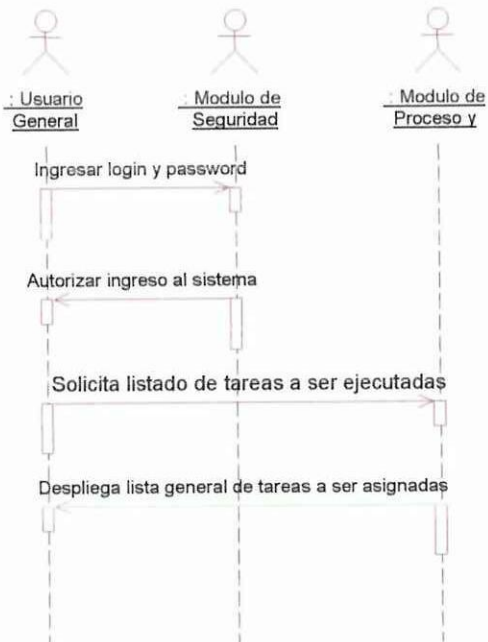 : Usuario
General
: Modulo de
Seguridad
: Modulo de
Proceso y
Ingresar login y password
Autorizar ingreso al sistema
Solicita listado de tareas a ser ejecutadas
Despliega lista general de tareas a ser asignadas